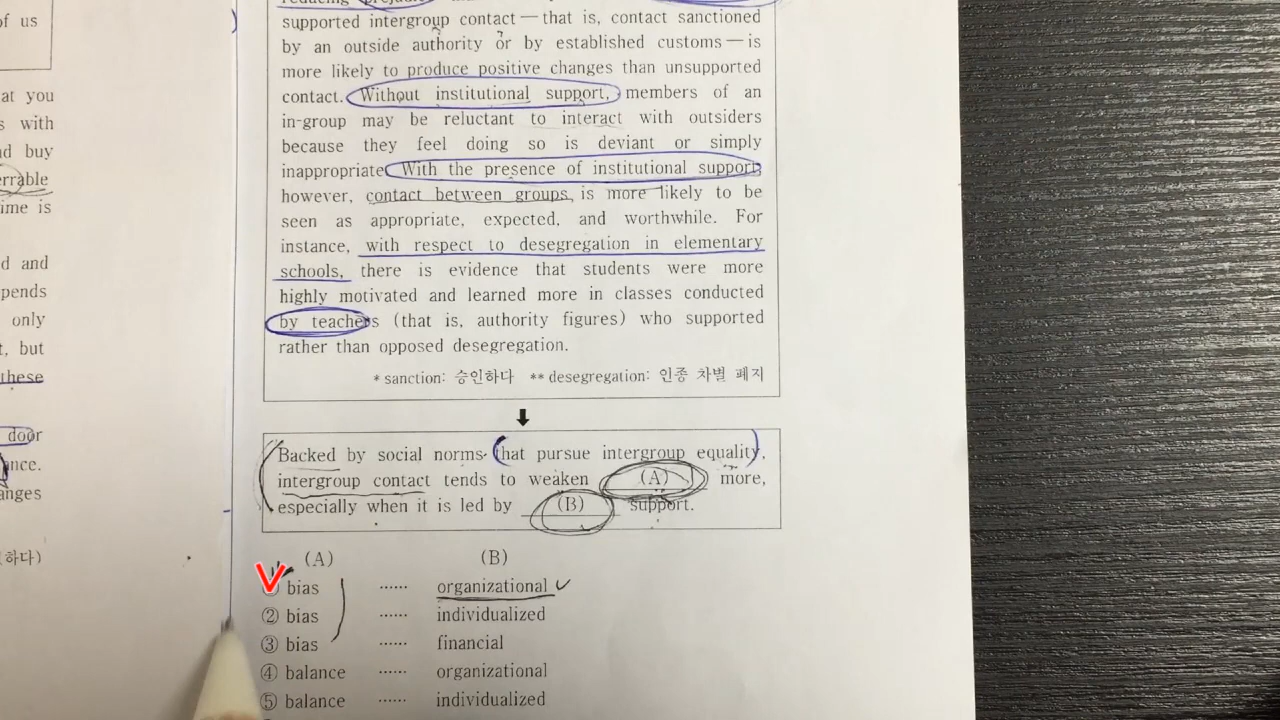 of us
at you
s with
nd buy
errable
ime is
d and
pends
only
t, but
these
door
ance.
anges
(하다)
reducing prejudice
supported intergroup contact — that is, contact sanctioned
by an outside authority or by established customs — is
more likely to produce positive changes than unsupported
contact. Without institutional support, members of an
in-group may be reluctant to interact with outsiders
because they feel doing so is deviant or simply
inappropriate. With the presence of institutional support,
however, contact between groups is more likely to be
seen as appropriate, expected, and worthwhile. For
instance, with respect to desegregation in elementary
schools, there is evidence that students were more
highly motivated and learned more in classes conducted
by teachers (that is, authority figures) who supported
rather than opposed desegregation.
* sanction: 승인하다 ** desegregation: 인종 차별 폐지
Backed by social norms that pursue intergroup equality,
intergroup contact tends to weaken (A) more,
especially when it is led by (B) support.
(A) (B)
bias ...... organizational
② bias ...... individualized
③ bias ...... financial
④ balance ...... organizational
⑤ balance ...... individualized